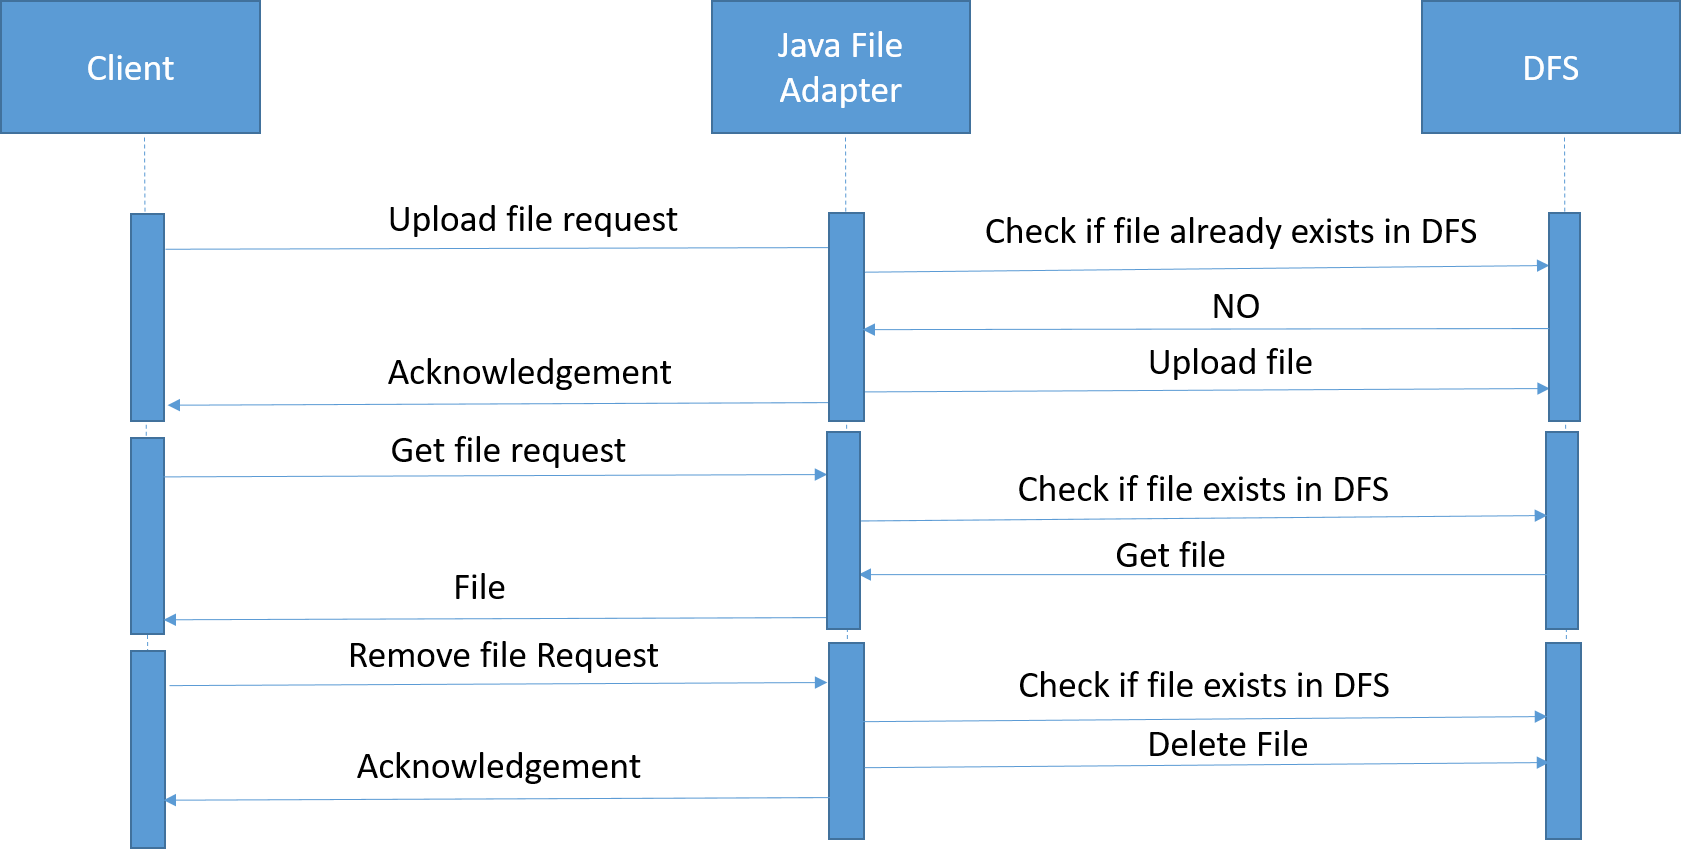 Client
Java File
Adapter
DFS
Upload file request
Check if file already exists in DFS
NO
Upload file
Acknowledgement
Get file request
Check if file exists in DFS
Get file
File
Remove file Request
Check if file exists in DFS
Delete File
Acknowledgement